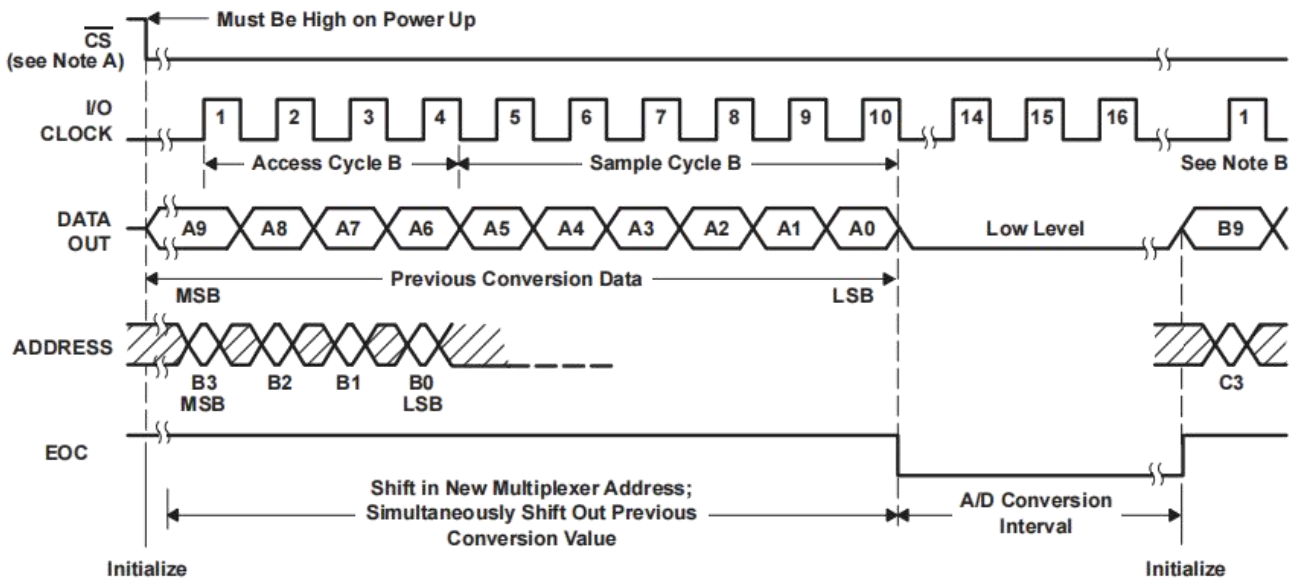 Must Be High on Power Up
CS
(see Note A)
I/O
CLOCK
1 2 3 4 5 6 7 8 9 10 14 15 16 1
Access Cycle B
Sample Cycle B
See Note B
DATA
OUT
A9 A8 A7 A6 A5 A4 A3 A2 A1 A0 Low Level B9
Previous Conversion Data
MSB LSB
ADDRESS
B3 B2 B1 B0 C3
MSB LSB
EOC
Shift in New Multiplexer Address;
Simultaneously Shift Out Previous
Conversion Value
A/D Conversion
Interval
Initialize Initialize